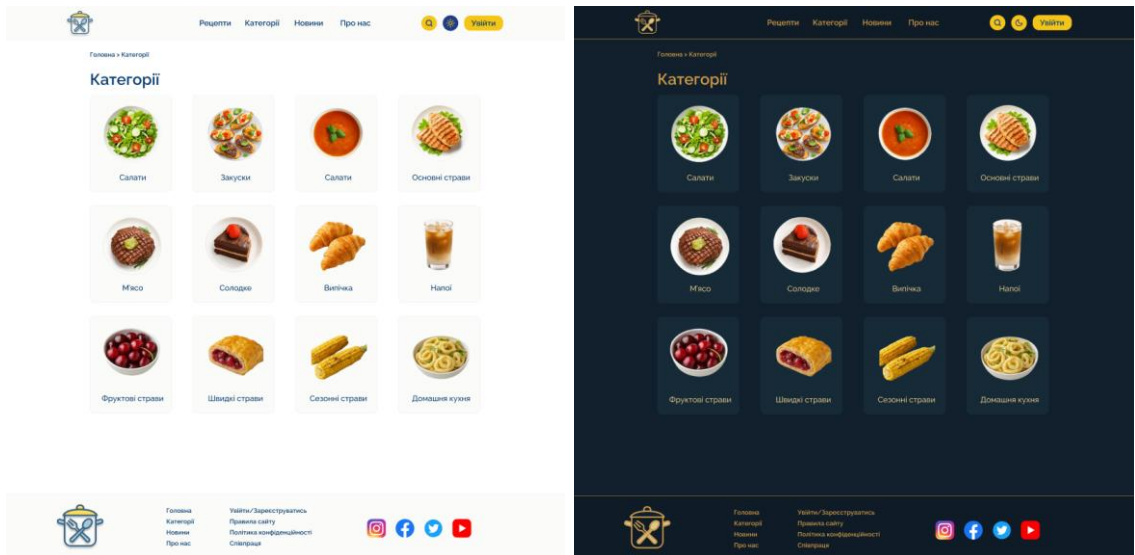 Рецепти Категорії Новини Про нас Увійти
Головна > Категорії
Категорії
Салати Закуски Салати Основні страви
М'ясо Солодке Випічка Напої
Фруктові страви Швидкі страви Сезонні страви Домашня кухня
Головна Увійти/Зареєструватись
Категорії Правила сайту
Новини Політика конфіденційності
Про нас Співпраця
Рецепти Категорії Новини Про нас Увійти
Головна > Категорії
Категорії
Салати Закуски Салати Основні страви
М'ясо Солодке Випічка Напої
Фруктові страви Швидкі страви Сезонні страви Домашня кухня
Головна Увійти/Зареєструватись
Категорії Правила сайту
Новини Політика конфіденційності
Про нас Співпраця